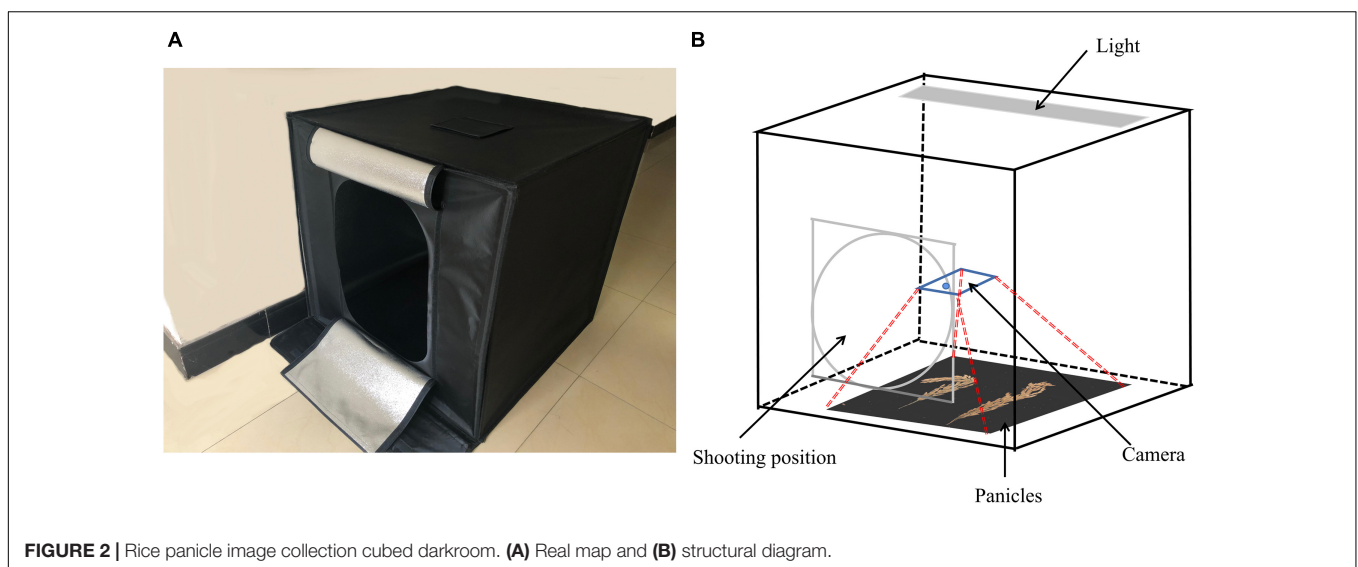 A
B
Light
Shooting position
Camera
Panicles
FIGURE 2 | Rice panicle image collection cubed darkroom. (A) Real map and (B) structural diagram.